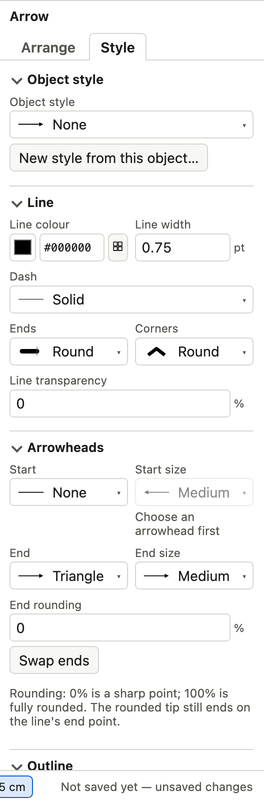 Arrow
Arrange
Style
Object style
Object style
None
New style from this object...
Line
Line colour
Line width
#000000
0.75
pt
Dash
Solid
Ends
Corners
Round
Round
Line transparency
0
%
Arrowheads
Start
Start size
None
Medium
Choose an
arrowhead first
End
End size
Triangle
Medium
End rounding
0
%
Swap ends
Rounding: 0% is a sharp point; 100% is
fully rounded. The rounded tip still ends on
the line's end point.
Outline
5 cm
Not saved yet — unsaved changes